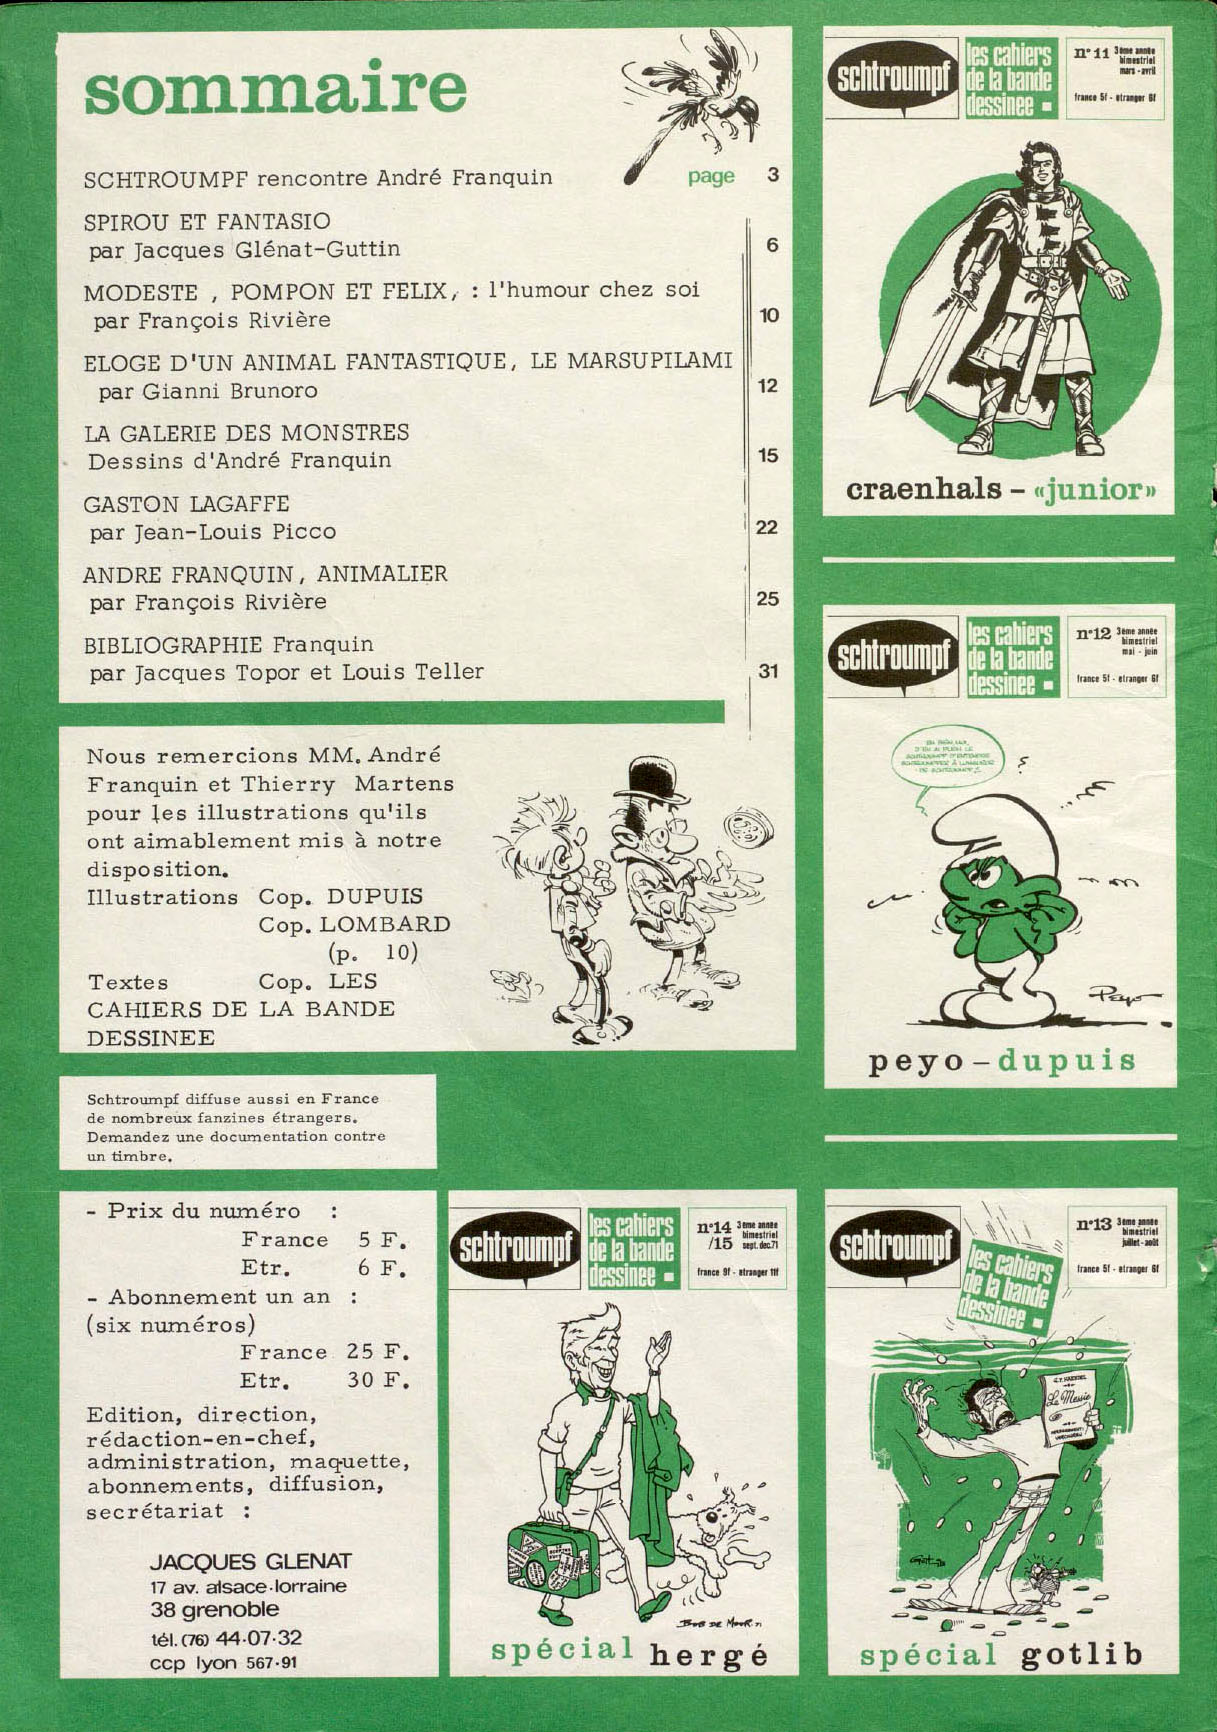 sommaire
SCHTROUMPF rencontre André Franquin page 3
SPIROU ET FANTASIO
par Jacques Glénat-Guttin 6
MODESTE , POMPON ET FELIX, : l'humour chez soi
par François Rivière 10
ELOGE D'UN ANIMAL FANTASTIQUE, LE MARSUPILAMI
par Gianni Brunoro 12
LA GALERIE DES MONSTRES
Dessins d'André Franquin 15
GASTON LAGAFFE
par Jean-Louis Picco 22
ANDRE FRANQUIN, ANIMALIER
par François Rivière 25
BIBLIOGRAPHIE Franquin
par Jacques Topor et Louis Teller 31
Nous remercions MM. André
Franquin et Thierry Martens
pour les illustrations qu'ils
ont aimablement mis à notre
disposition.
Illustrations Cop. DUPUIS
Cop. LOMBARD
(p. 10)
Textes Cop. LES
CAHIERS DE LA BANDE
DESSINEE
Schtroumpf diffuse aussi en France
de nombreux fanzines étrangers.
Demandez une documentation contre
un timbre.
- Prix du numéro :
France 5 F.
Etr. 6 F.
- Abonnement un an :
(six numéros)
France 25 F.
Etr. 30 F.
Edition, direction,
rédaction-en-chef,
administration, maquette,
abonnements, diffusion,
secrétariat :
JACQUES GLENAT
17 av. alsace-lorraine
38 grenoble
tél. (76) 44-07-32
ccp lyon 567-91
schtroumpf
les cahiers
de la bande
dessinee
n°11 3ème année
bimestriel
mars - avril
france 5f - etranger 6f
craenhals - «junior»
schtroumpf
les cahiers
de la bande
dessinee
n°12 3ème année
bimestriel
mai - juin
france 5f - etranger 6f
Peyo
peyo - dupuis
schtroumpf
les cahiers
de la bande
dessinee
n°14 3ème année
/15 bimestriel
sept. dec.71
france 9f - etranger 11f
BOB DE MOOR 71
spécial hergé
schtroumpf
les cahiers
de la bande
dessinee
n°13 3ème année
bimestriel
juillet-août
france 5f - etranger 6f
G.F. HAENDEL
Le Messie
spécial gotlib